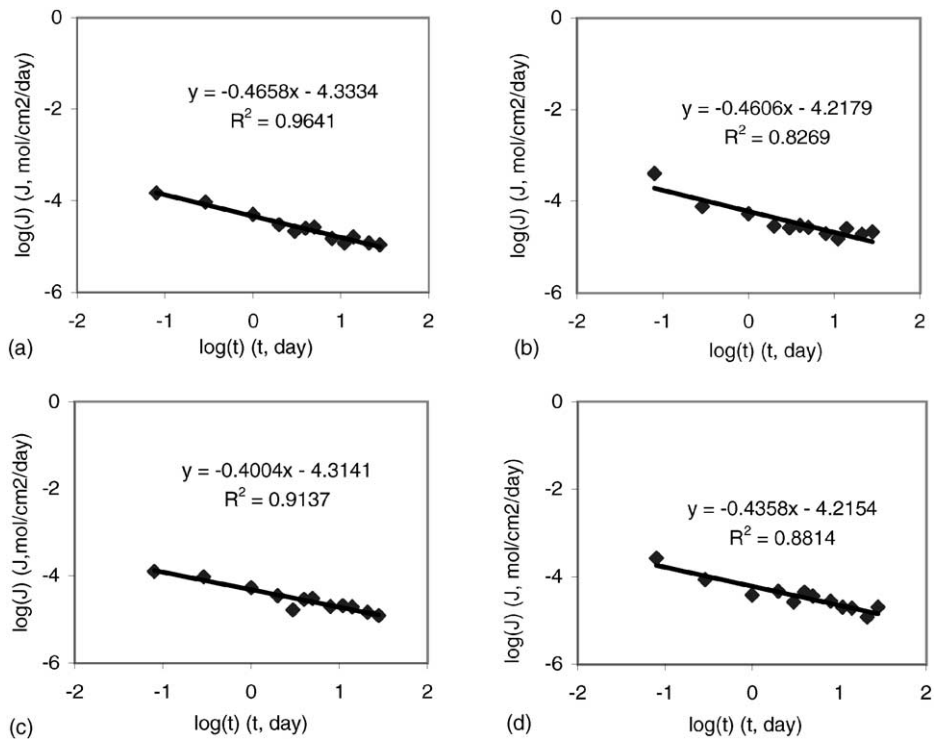 0
-2
-4
-6
log(J) (J, mol/cm2/day)
y = -0.4658x - 4.3334
R² = 0.9641
-1
0
1
2
-2
log(t) (t, day)
(a)
0
-2
-4
-6
log(J) (J, mol/cm2/day)
y = -0.4606x - 4.2179
R² = 0.8269
-2
-1
0
1
2
log(t) (t, day)
(b)
0
-2
-4
-6
log(J) (J,mol/cm2/day)
y = -0.4004x - 4.3141
R² = 0.9137
-2
-1
0
1
2
log(t) (t, day)
(c)
0
-2
-4
-6
log(J) (J, mol/cm2/day)
y = -0.4358x - 4.2154
R² = 0.8814
-2
-1
0
1
2
log(t) (t, day)
(d)